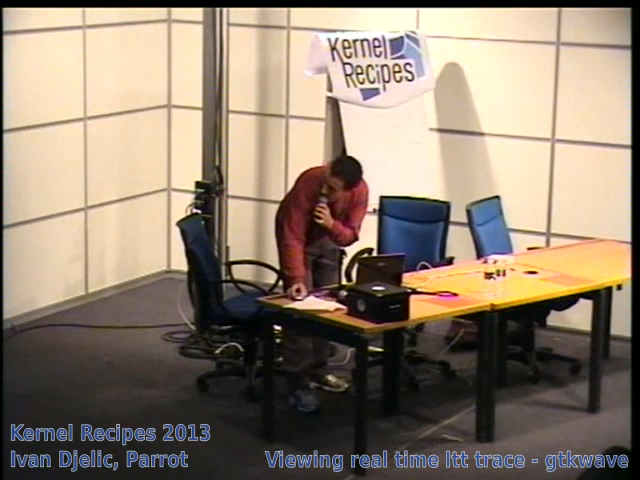 Kernel
Recipes
Kernel Recipes 2013
Ivan Djelic, Parrot
Viewing real time ltt trace - gtkwave